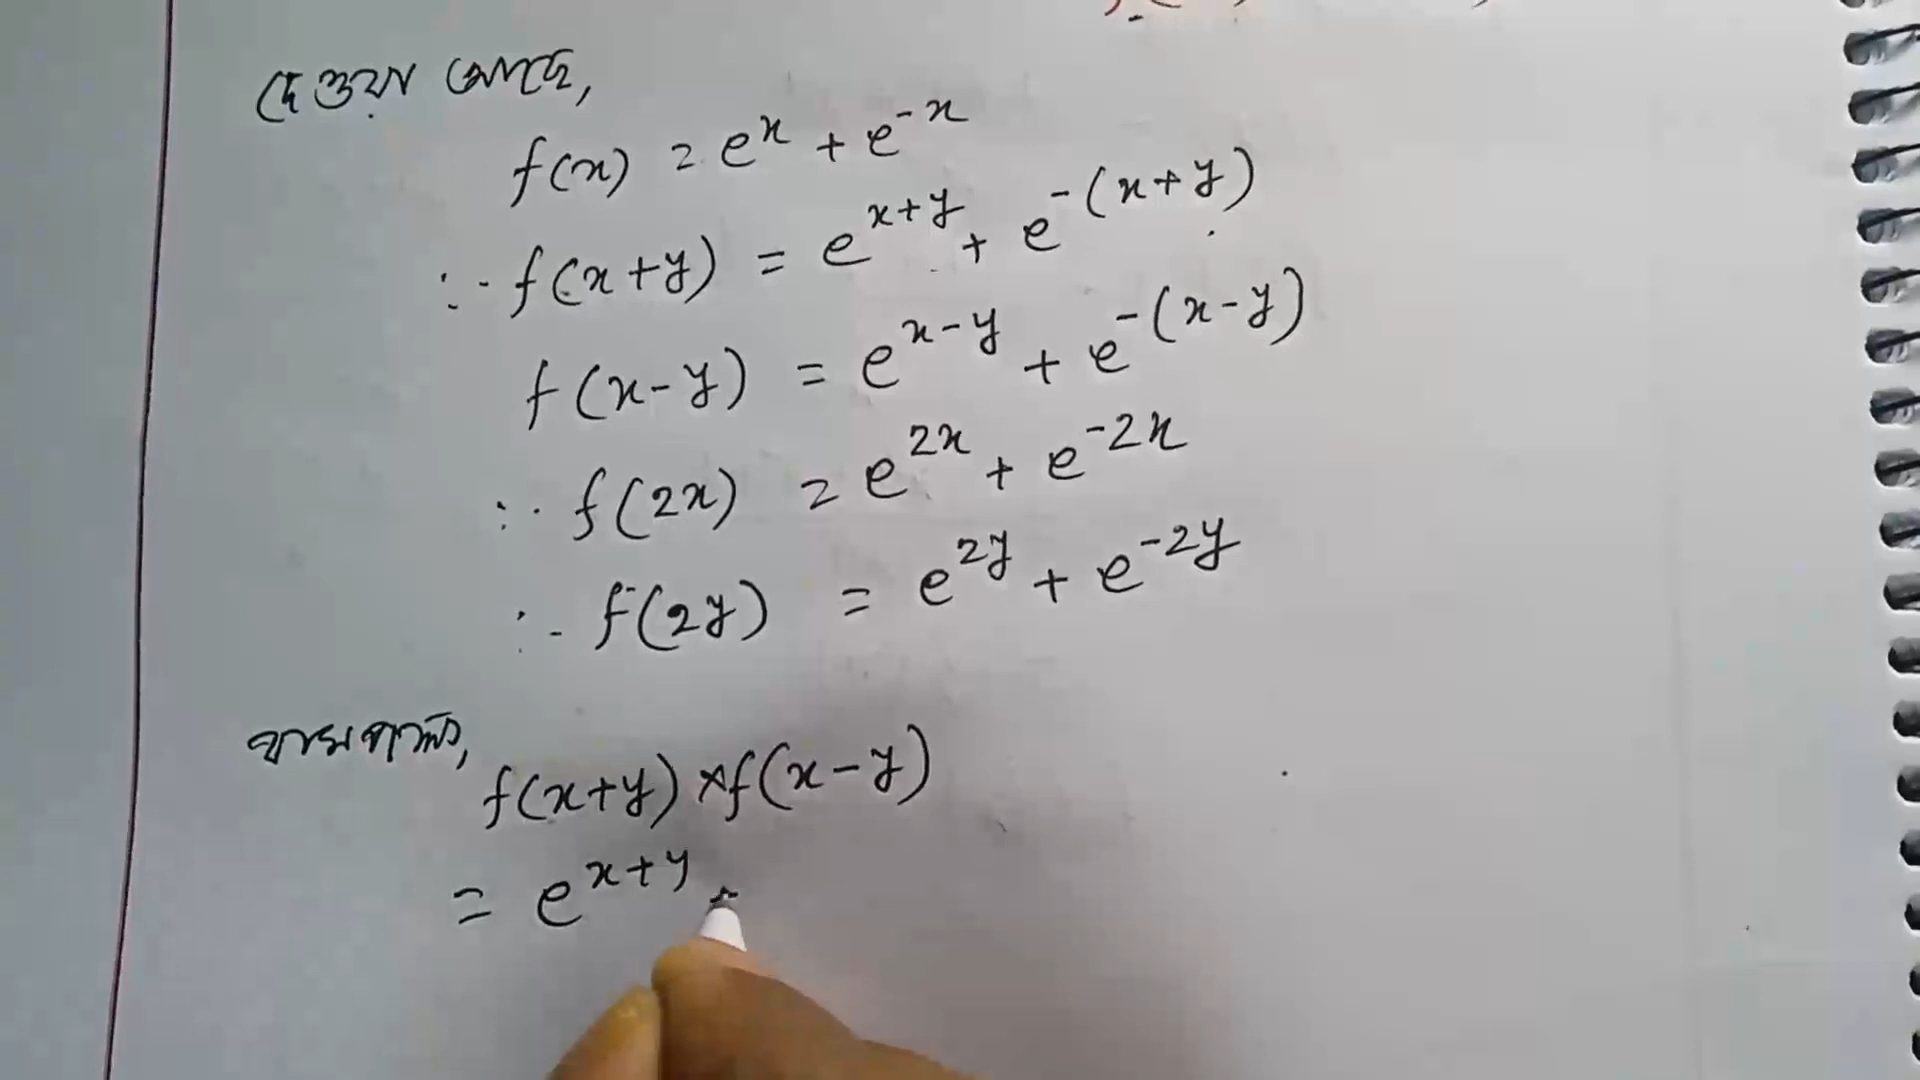 দেওয়া আছে,
f(x) = e^x + e^-x
∴ f(x+y) = e^x+y + e^-(x+y)
f(x-y) = e^x-y + e^-(x-y)
∴ f(2x) = e^2x + e^-2x
∴ f(2y) = e^2y + e^-2y
বামপক্ষ,
f(x+y) × f(x-y)
= e^x+y